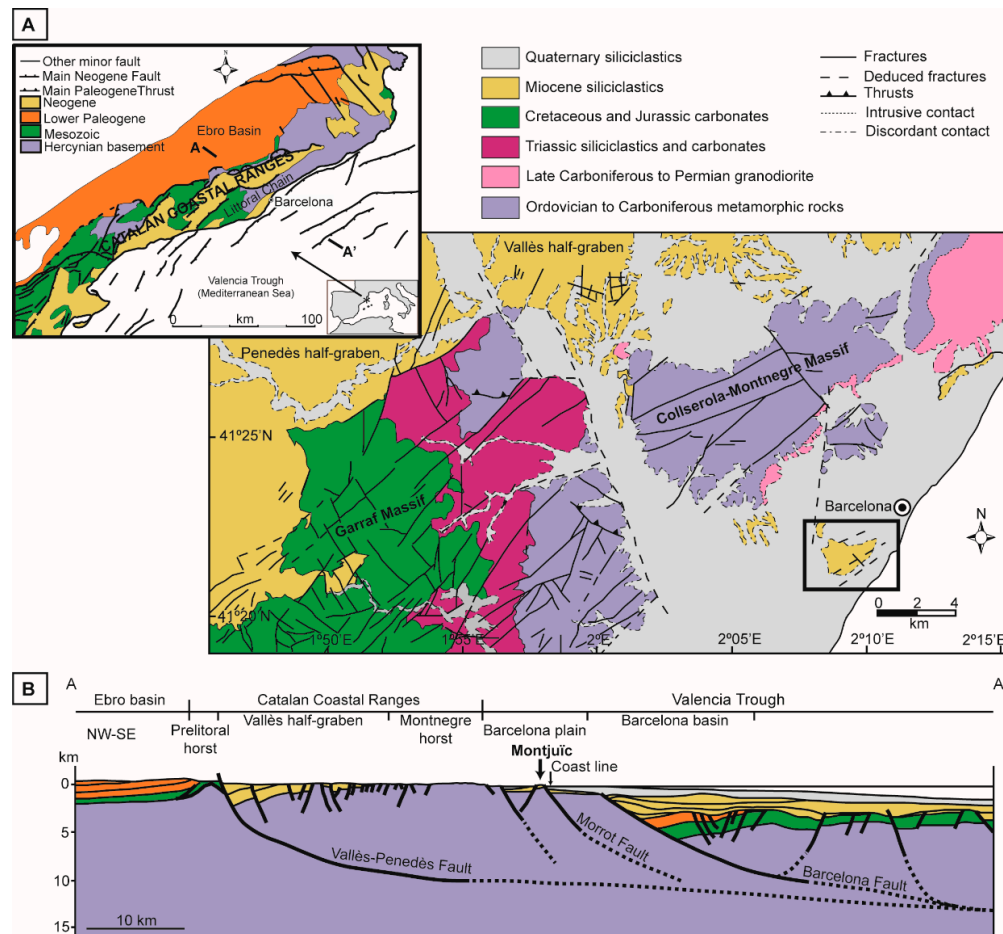 A
Other minor fault
Main Neogene Fault
Main PaleogeneThrust
Neogene
Lower Paleogene
Mesozoic
Hercynian basement
N
Ebro Basin
A
CATALAN COASTAL RANGES
Littoral Chain
Barcelona
A'
Valencia Trough
(Mediterranean Sea)
0 km 100
Quaternary siliciclastics
Miocene siliciclastics
Cretaceous and Jurassic carbonates
Triassic siliciclastics and carbonates
Late Carboniferous to Permian granodiorite
Ordovician to Carboniferous metamorphic rocks
Fractures
Deduced fractures
Thrusts
Intrusive contact
Discordant contact
Vallès half-graben
Penedès half-graben
Collserola-Montnegre Massif
41º25'N
Garraf Massif
Barcelona
N
0 2 4
km
41º20'N
1º50'E 1º55'E 2ºE 2º05'E 2º10'E 2º15'E
B
A A
Ebro basin Catalan Coastal Ranges Valencia Trough
NW-SE Prelitoral horst Vallès half-graben Montnegre horst Barcelona plain Barcelona basin
Montjuïc
Coast line
km
0
5
10
15
Morrot Fault
Vallès-Penedès Fault
Barcelona Fault
10 km